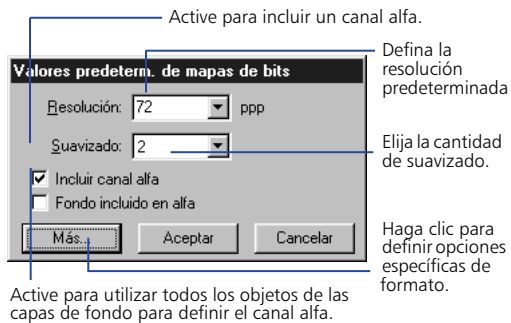 Active para incluir un canal alfa.
Defina la
resolución
predeterminada
Valores predeterm. de mapas de bits
Resolución: 72 ppp
Suavizado: 2
Elija la cantidad
de suavizado.
Incluir canal alfa
Fondo incluido en alfa
Más... Aceptar Cancelar
Haga clic para
definir opciones
específicas de
formato.
Active para utilizar todos los objetos de las
capas de fondo para definir el canal alfa.